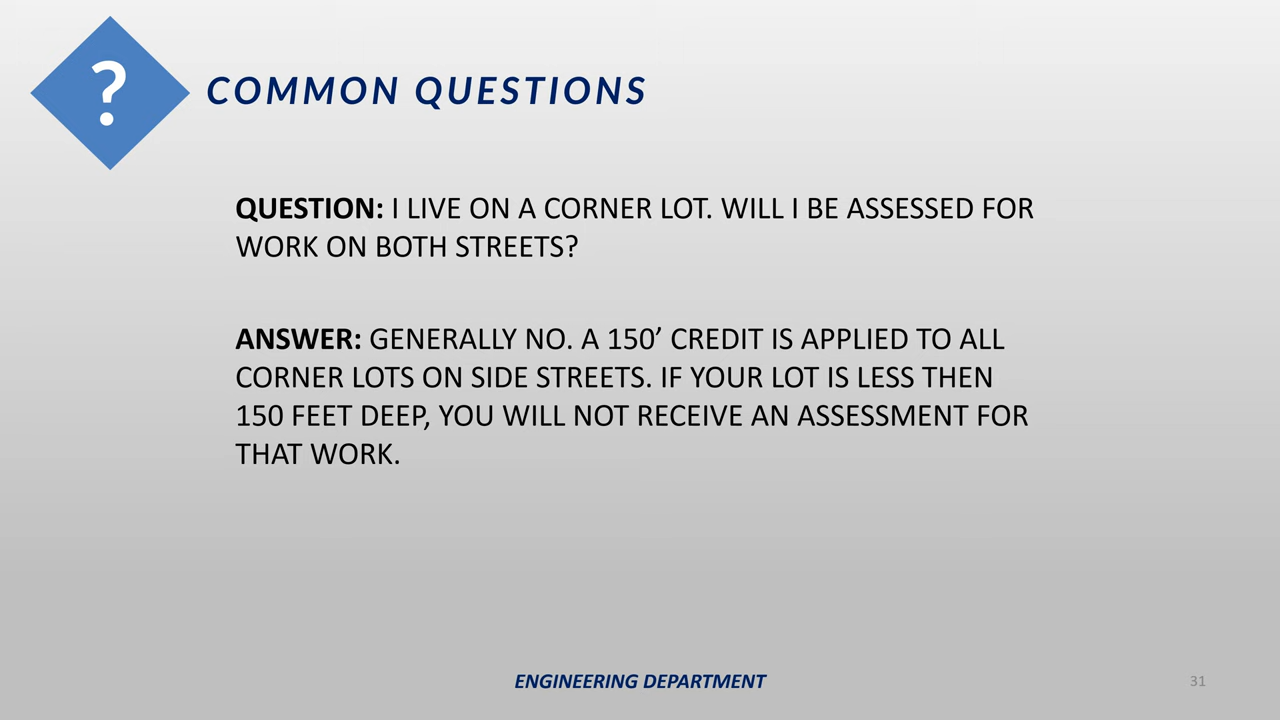 ?
COMMON QUESTIONS
QUESTION: I LIVE ON A CORNER LOT. WILL I BE ASSESSED FOR
WORK ON BOTH STREETS?
ANSWER: GENERALLY NO. A 150’ CREDIT IS APPLIED TO ALL
CORNER LOTS ON SIDE STREETS. IF YOUR LOT IS LESS THEN
150 FEET DEEP, YOU WILL NOT RECEIVE AN ASSESSMENT FOR
THAT WORK.
ENGINEERING DEPARTMENT
31